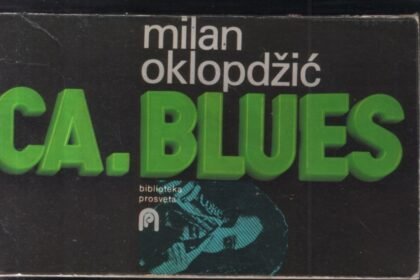 milan
oklopdžić
CA. BLUES
biblioteka
prosveta